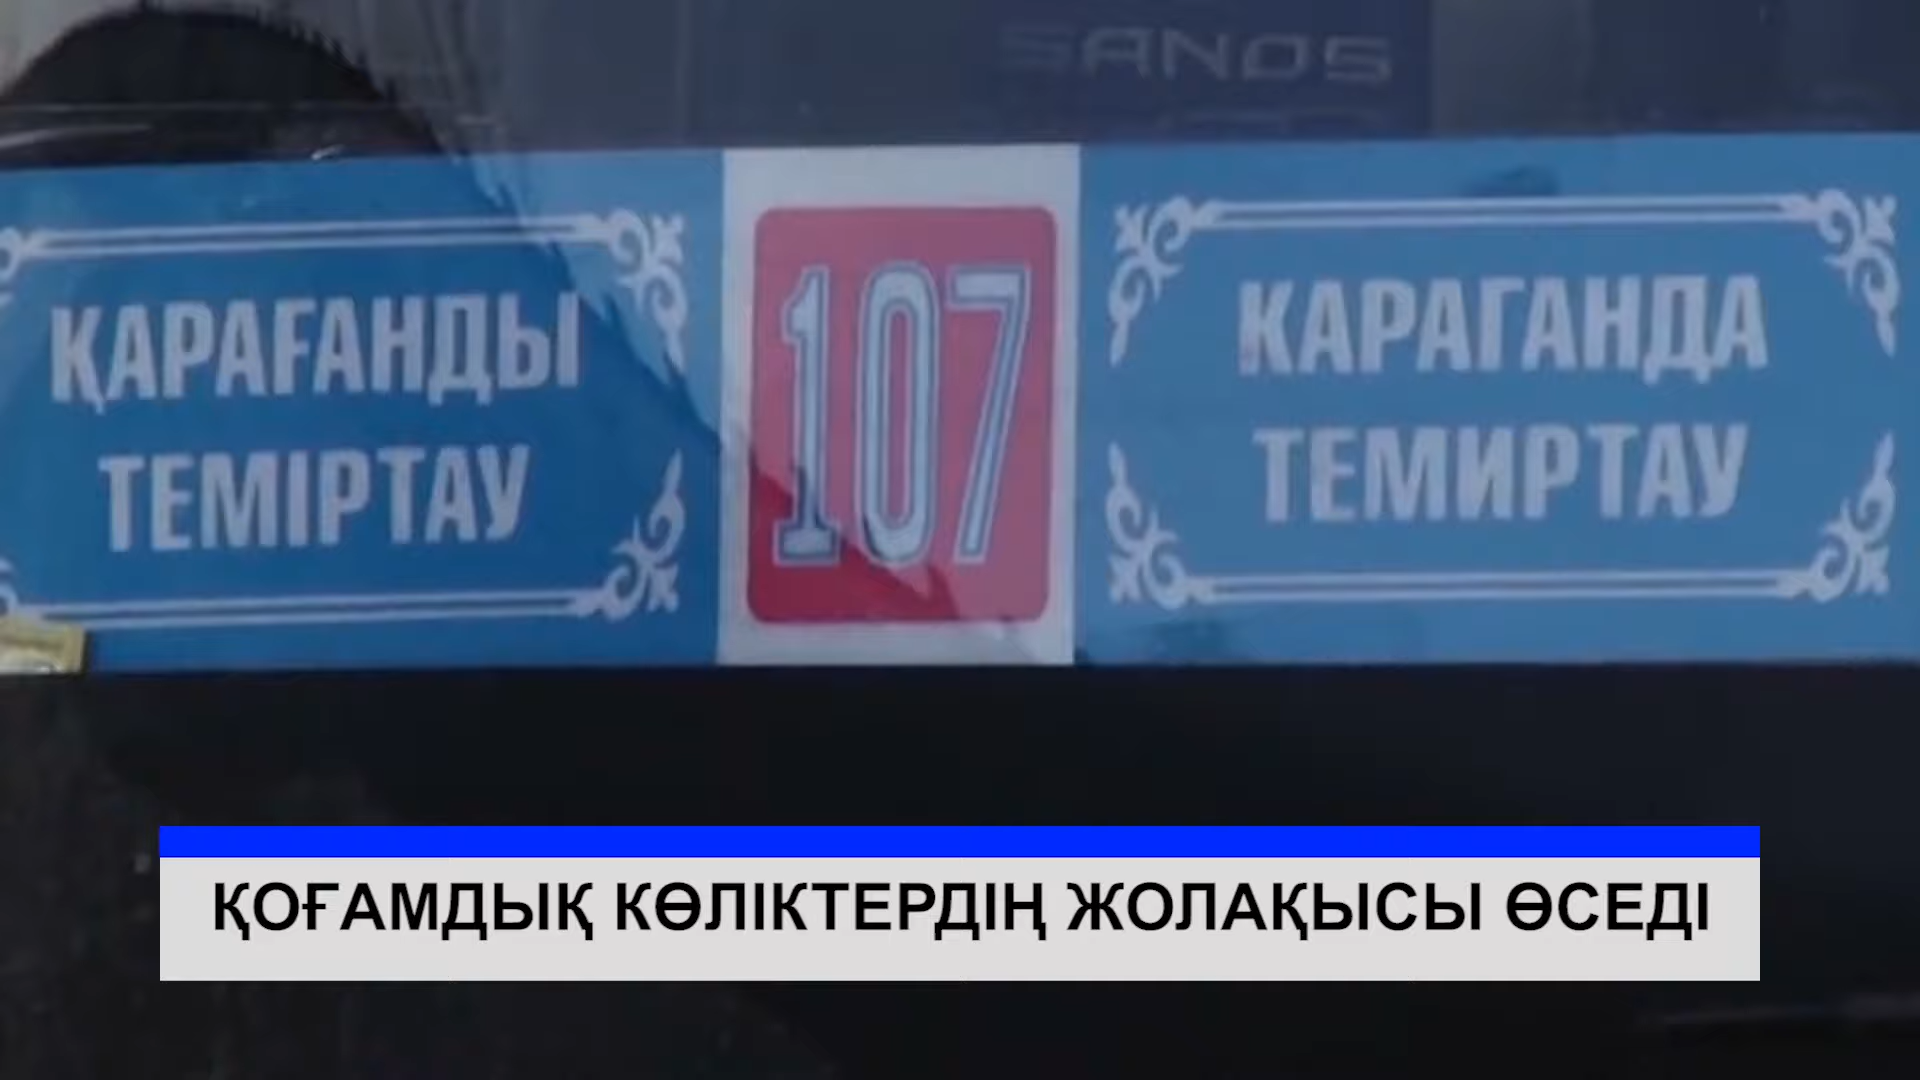 SANOS
ҚАРАҒАНДЫ
ТЕМІРТАУ
107
КАРАГАНДА
ТЕМИРТАУ
ҚОҒАМДЫҚ КӨЛІКТЕРДІҢ ЖОЛАҚЫСЫ ӨСЕДІ